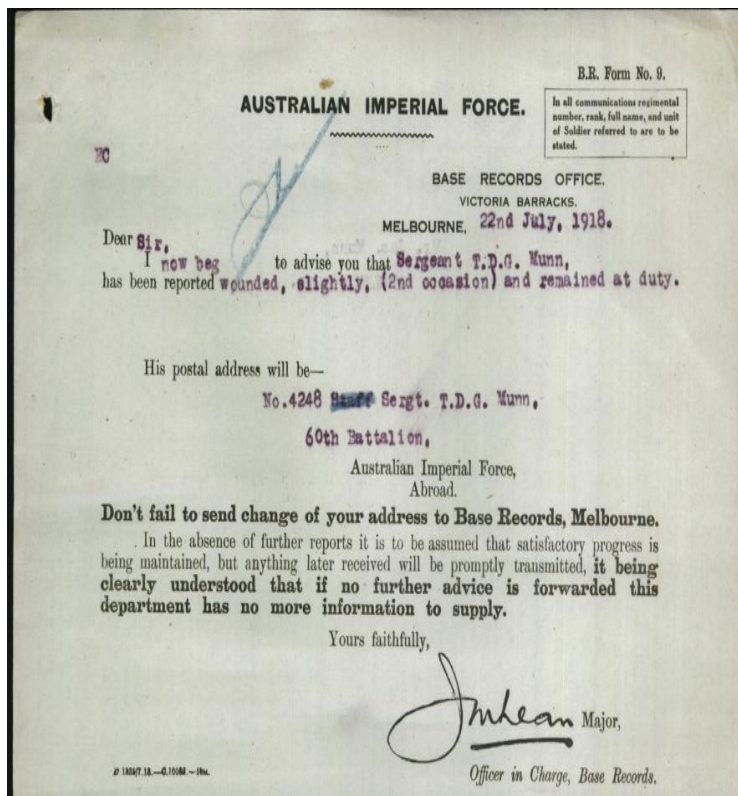 B.R. Form No. 9.
AUSTRALIAN IMPERIAL FORCE.
In all communications regimental
number, rank, full name, and unit
of Soldier referred to are to be
stated.
BASE RECORDS OFFICE,
VICTORIA BARRACKS.
MELBOURNE, 22nd July, 1918.
Dear Sir,
I now beg to advise you that Sergeant T.D.G. Munn,
has been reported wounded, slightly, (2nd occasion) and remained at duty.
His postal address will be—
No.4248 Staff Sergt. T.D.G. Munn,
60th Battalion,
Australian Imperial Force,
Abroad.
Don't fail to send change of your address to Base Records, Melbourne.
In the absence of further reports it is to be assumed that satisfactory progress is
being maintained, but anything later received will be promptly transmitted, it being
clearly understood that if no further advice is forwarded this
department has no more information to supply.
Yours faithfully,
JMLean Major,
Officer in Charge, Base Records.